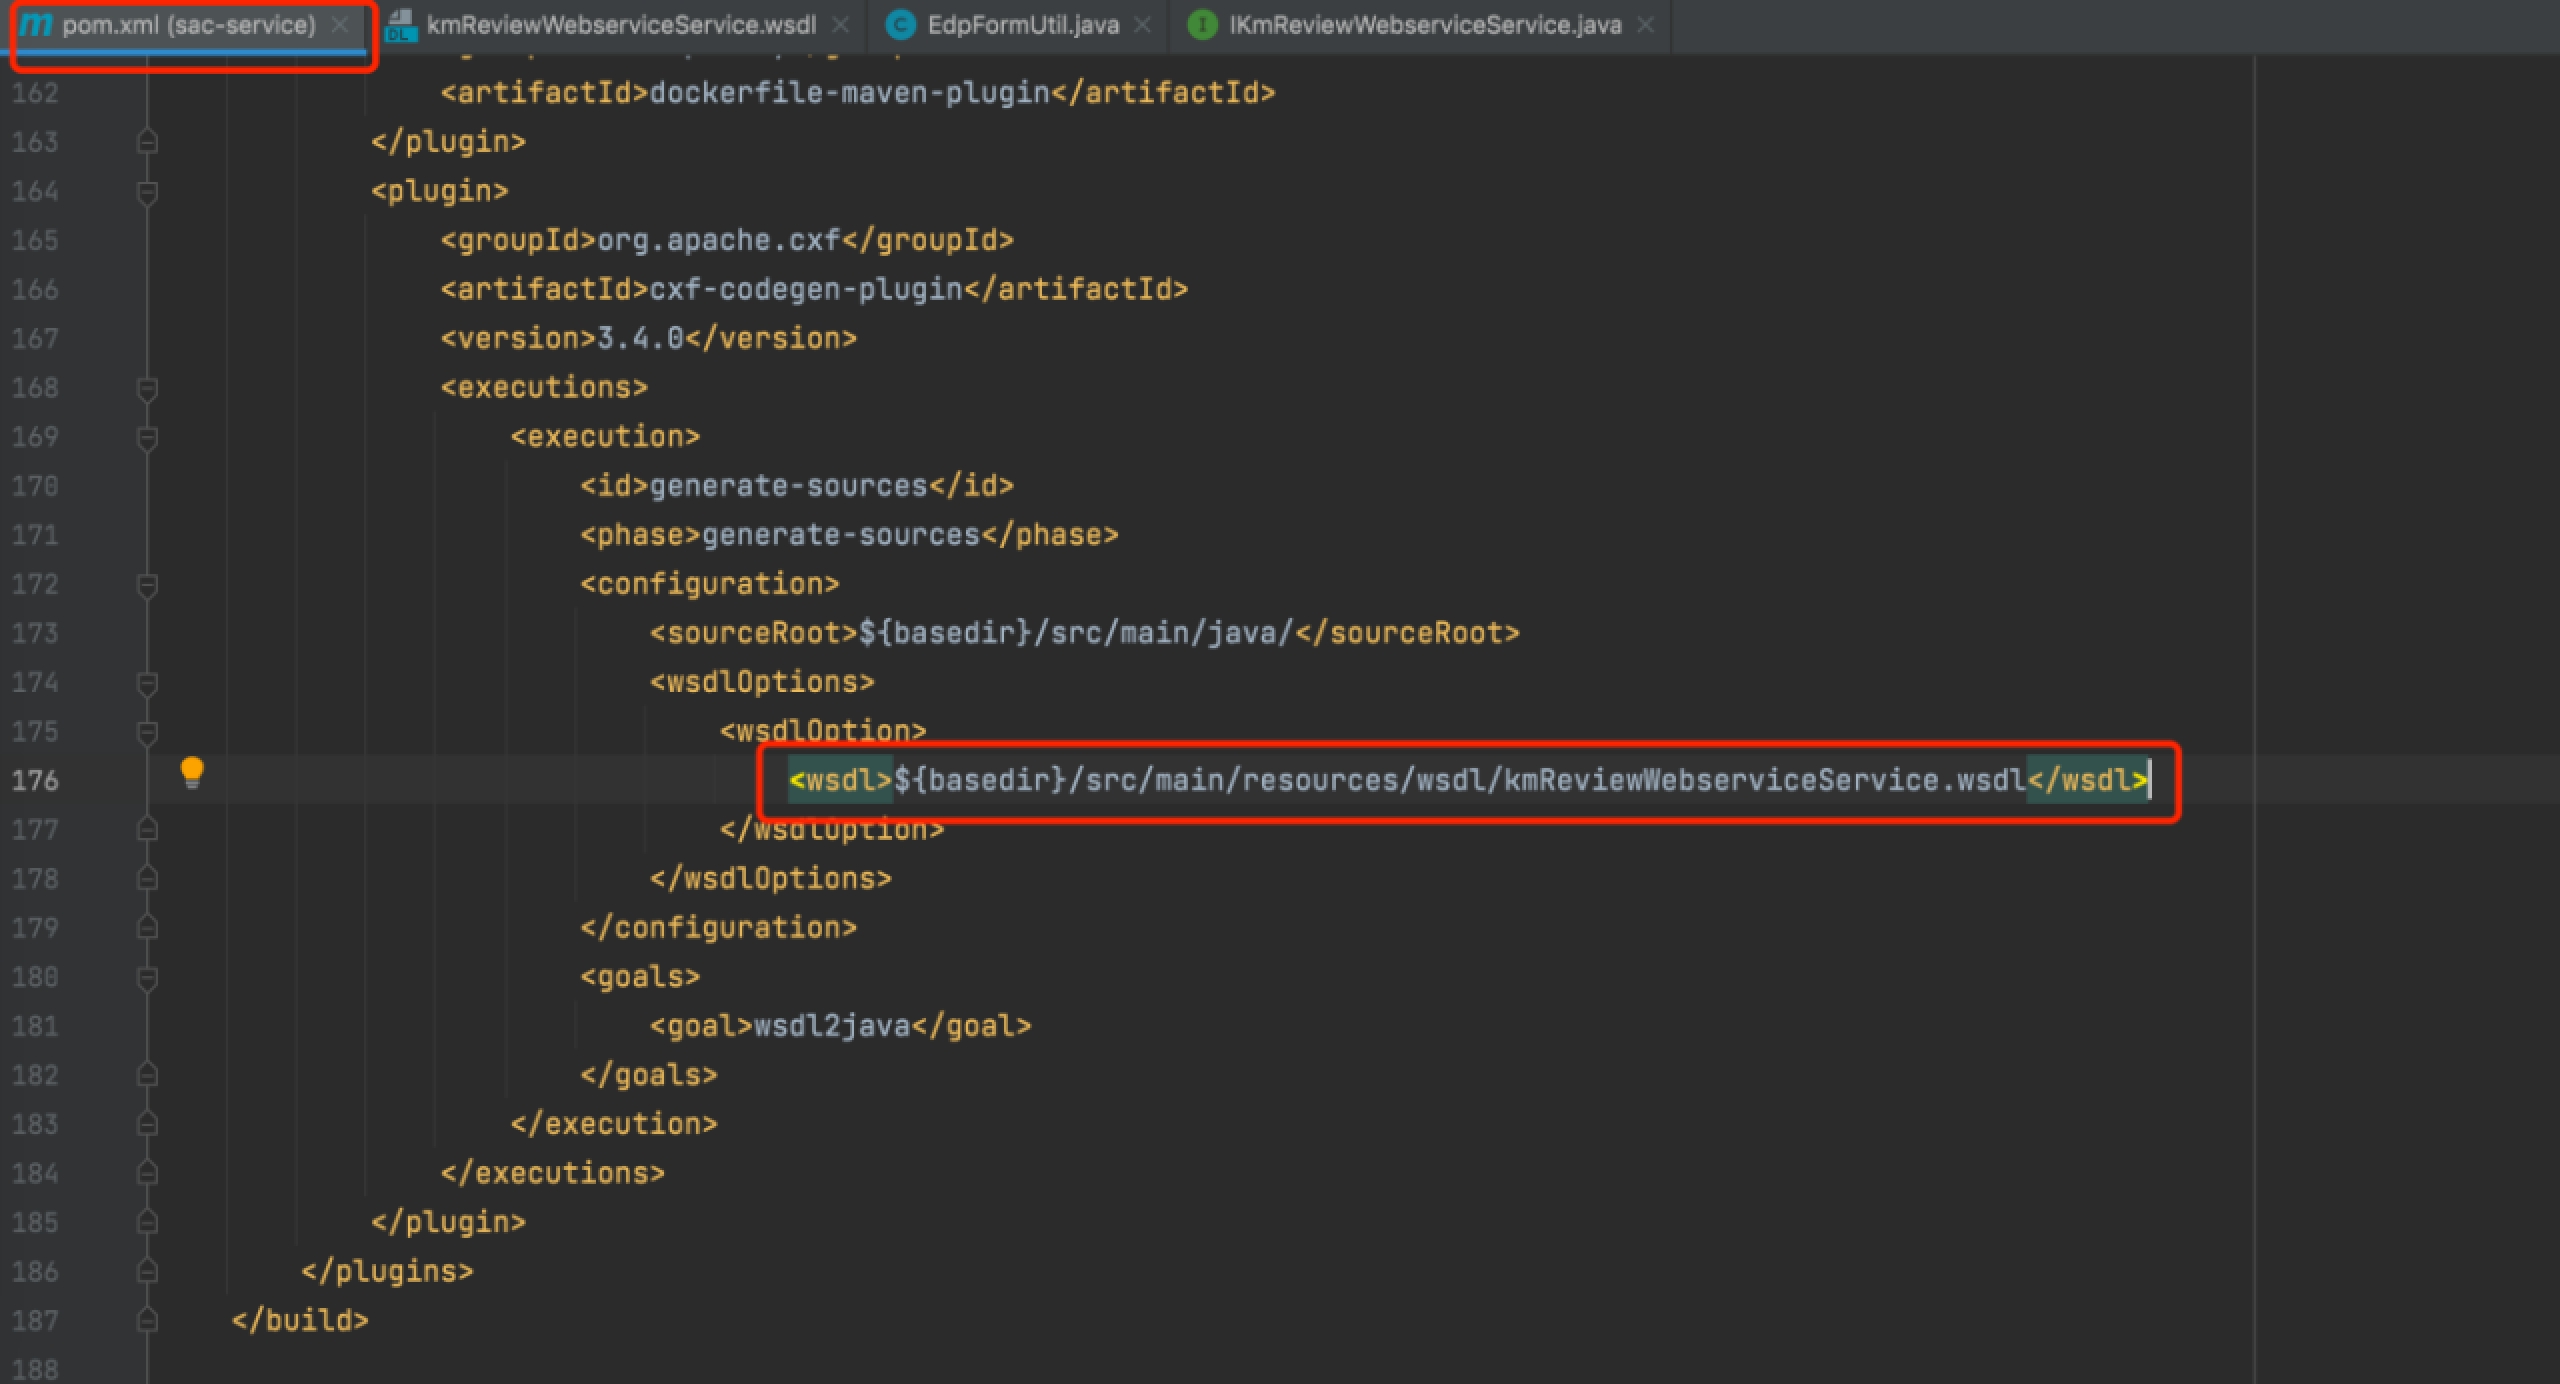 pom.xml (sac-service) kmReviewWebserviceService.wsdl EdpFormUtil.java IKmReviewWebserviceService.java
162 <artifactId>dockerfile-maven-plugin</artifactId>
163 </plugin>
164 <plugin>
165 <groupId>org.apache.cxf</groupId>
166 <artifactId>cxf-codegen-plugin</artifactId>
167 <version>3.4.0</version>
168 <executions>
169 <execution>
170 <id>generate-sources</id>
171 <phase>generate-sources</phase>
172 <configuration>
173 <sourceRoot>${basedir}/src/main/java/</sourceRoot>
174 <wsdlOptions>
175 <wsdlOption>
176 <wsdl>${basedir}/src/main/resources/wsdl/kmReviewWebserviceService.wsdl</wsdl>
177 </wsdlOption>
178 </wsdlOptions>
179 </configuration>
180 <goals>
181 <goal>wsdl2java</goal>
182 </goals>
183 </execution>
184 </executions>
185 </plugin>
186 </plugins>
187 </build>
188